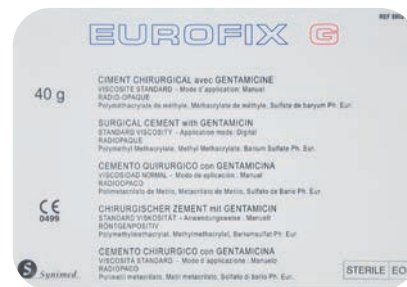 REF
EUROFIX G
40 g
CIMENT CHIRURGICAL avec GENTAMICINE
VISCOSITE STANDARD - Mode d'application: Manuel
RADIO-OPAQUE
Polyméthacrylate de méthyle, Méthacrylate de méthyle, Sulfate de baryum Ph. Eur.
SURGICAL CEMENT with GENTAMICIN
STANDARD VISCOSITY - Application mode: Digital
RADIOPAQUE
Polymethyl Methacrylate, Methyl Methacrylate, Barium Sulfate Ph. Eur.
CEMENTO QUIRURGICO con GENTAMICINA
VISCOSIDAD NORMAL - Modo de aplicación: Manual
RADIOOPACO
Polimetacrilato de Metilo, Metacrilato de Metilo, Sulfato de Bario Ph. Eur.
CHIRURGISCHER ZEMENT mit GENTAMICIN
STANDARD VISKOSITÄT - Anwendungsweise: Manuell
RÖNTGENPOSITIV
Polymethylmethacrylat, Methylmethacrylat, Bariumsulfat Ph. Eur.
CEMENTO CHIRURGICO con GENTAMICINA
VISCOSITÀ STANDARD - Modo d'applicazione: Manuale
RADIOPACO
Polimetil metacrilato, Metil metacrilato, Solfato di bario Ph. Eur.
CE
0499
S Synimed
STERILE EO